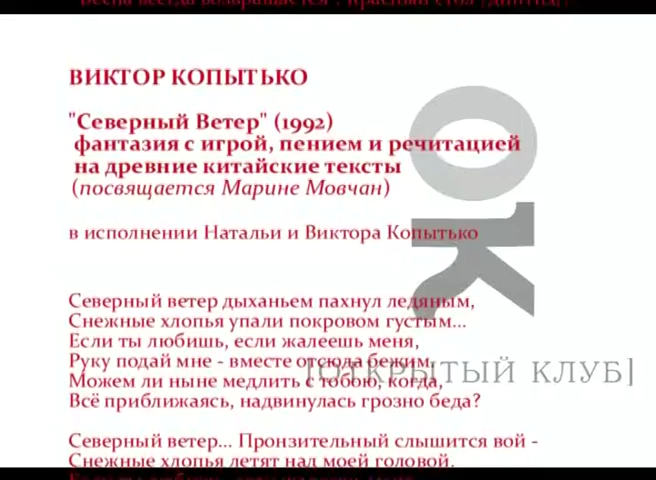 ВИКТОР КОПЫТЬКО
"Северный Ветер" (1992)
фантазия с игрой, пением и речитацией
на древние китайские тексты
(посвящается Марине Мовчан)
в исполнении Натальи и Виктора Копытько
Северный ветер дыханьем пахнул ледяным,
Снежные хлопья упали покровом густым...
Если ты любишь, если жалеешь меня,
Руку подай мне - вместе отсюда бежим,
Можем ли ныне медлить с тобою, когда,
Всё приближаясь, надвинулась грозно беда?
Северный ветер... Пронзительный слышится вой -
Снежные хлопья летят над моей головой.
ОК
[ОТКРЫТЫЙ КЛУБ]